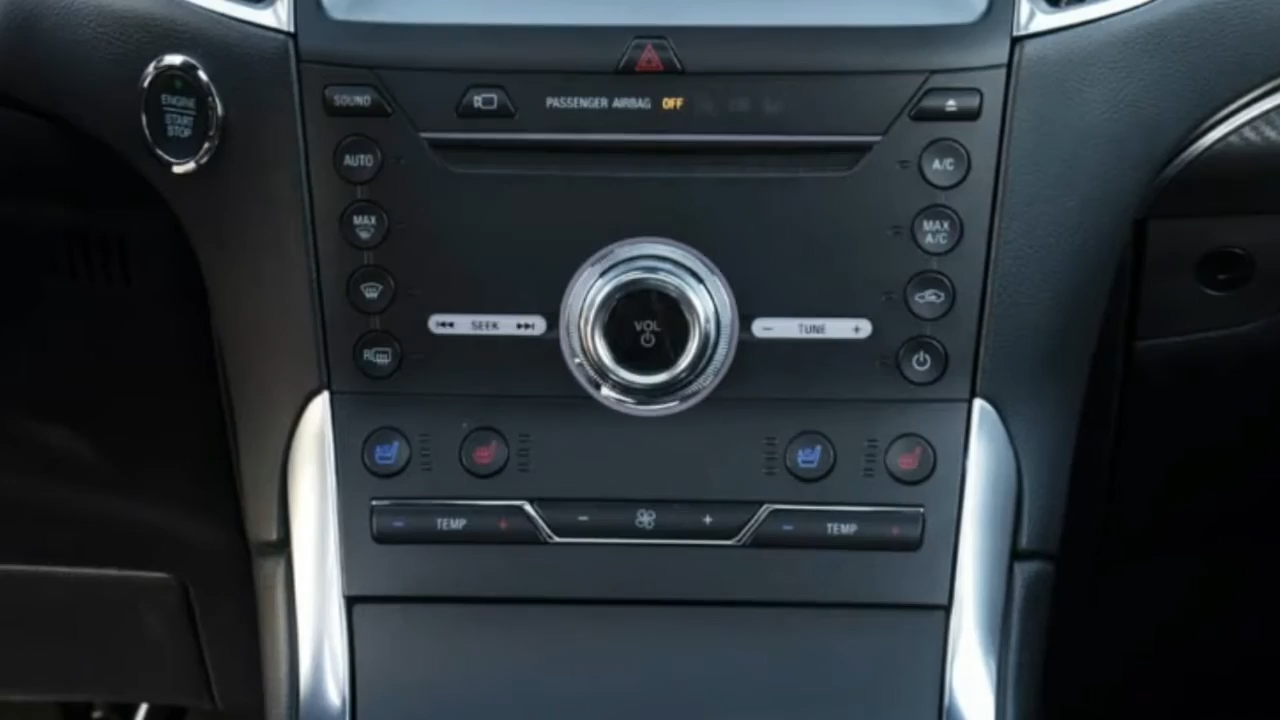 ENGINE
START
STOP
SOUND
PASSENGER AIRBAG OFF
AUTO
A/C
MAX
MAX
A/C
SEEK
VOL
TUNE
R
TEMP
TEMP